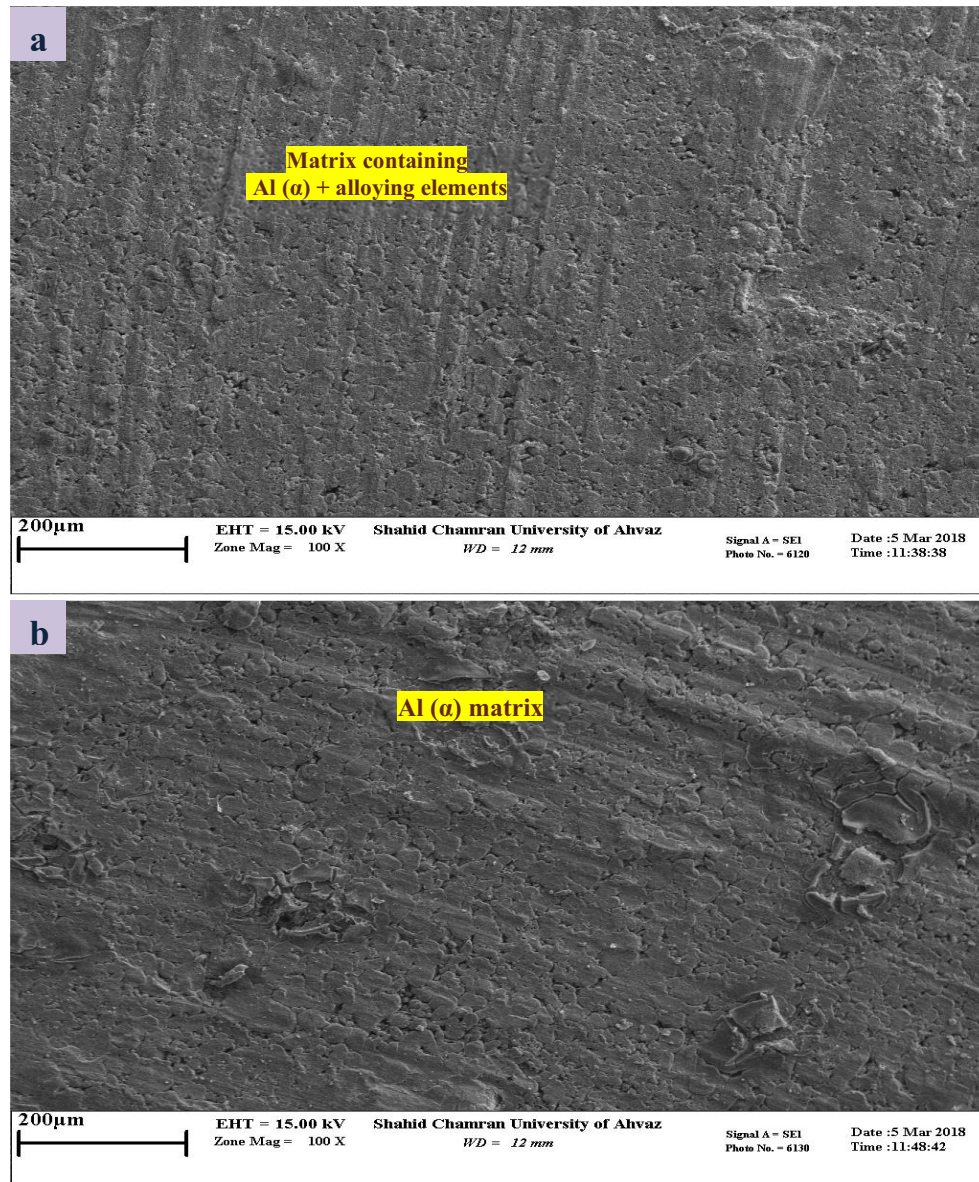 a
Matrix containing
Al (α) + alloying elements
200µm
EHT = 15.00 kV Shahid Chamran University of Ahvaz
Zone Mag = 100 X WD = 12 mm
Signal A = SE1 Date :5 Mar 2018
Photo No. = 6120 Time :11:38:38
b
Al (α) matrix
200µm
EHT = 15.00 kV Shahid Chamran University of Ahvaz
Zone Mag = 100 X WD = 12 mm
Signal A = SE1 Date :5 Mar 2018
Photo No. = 6130 Time :11:48:42